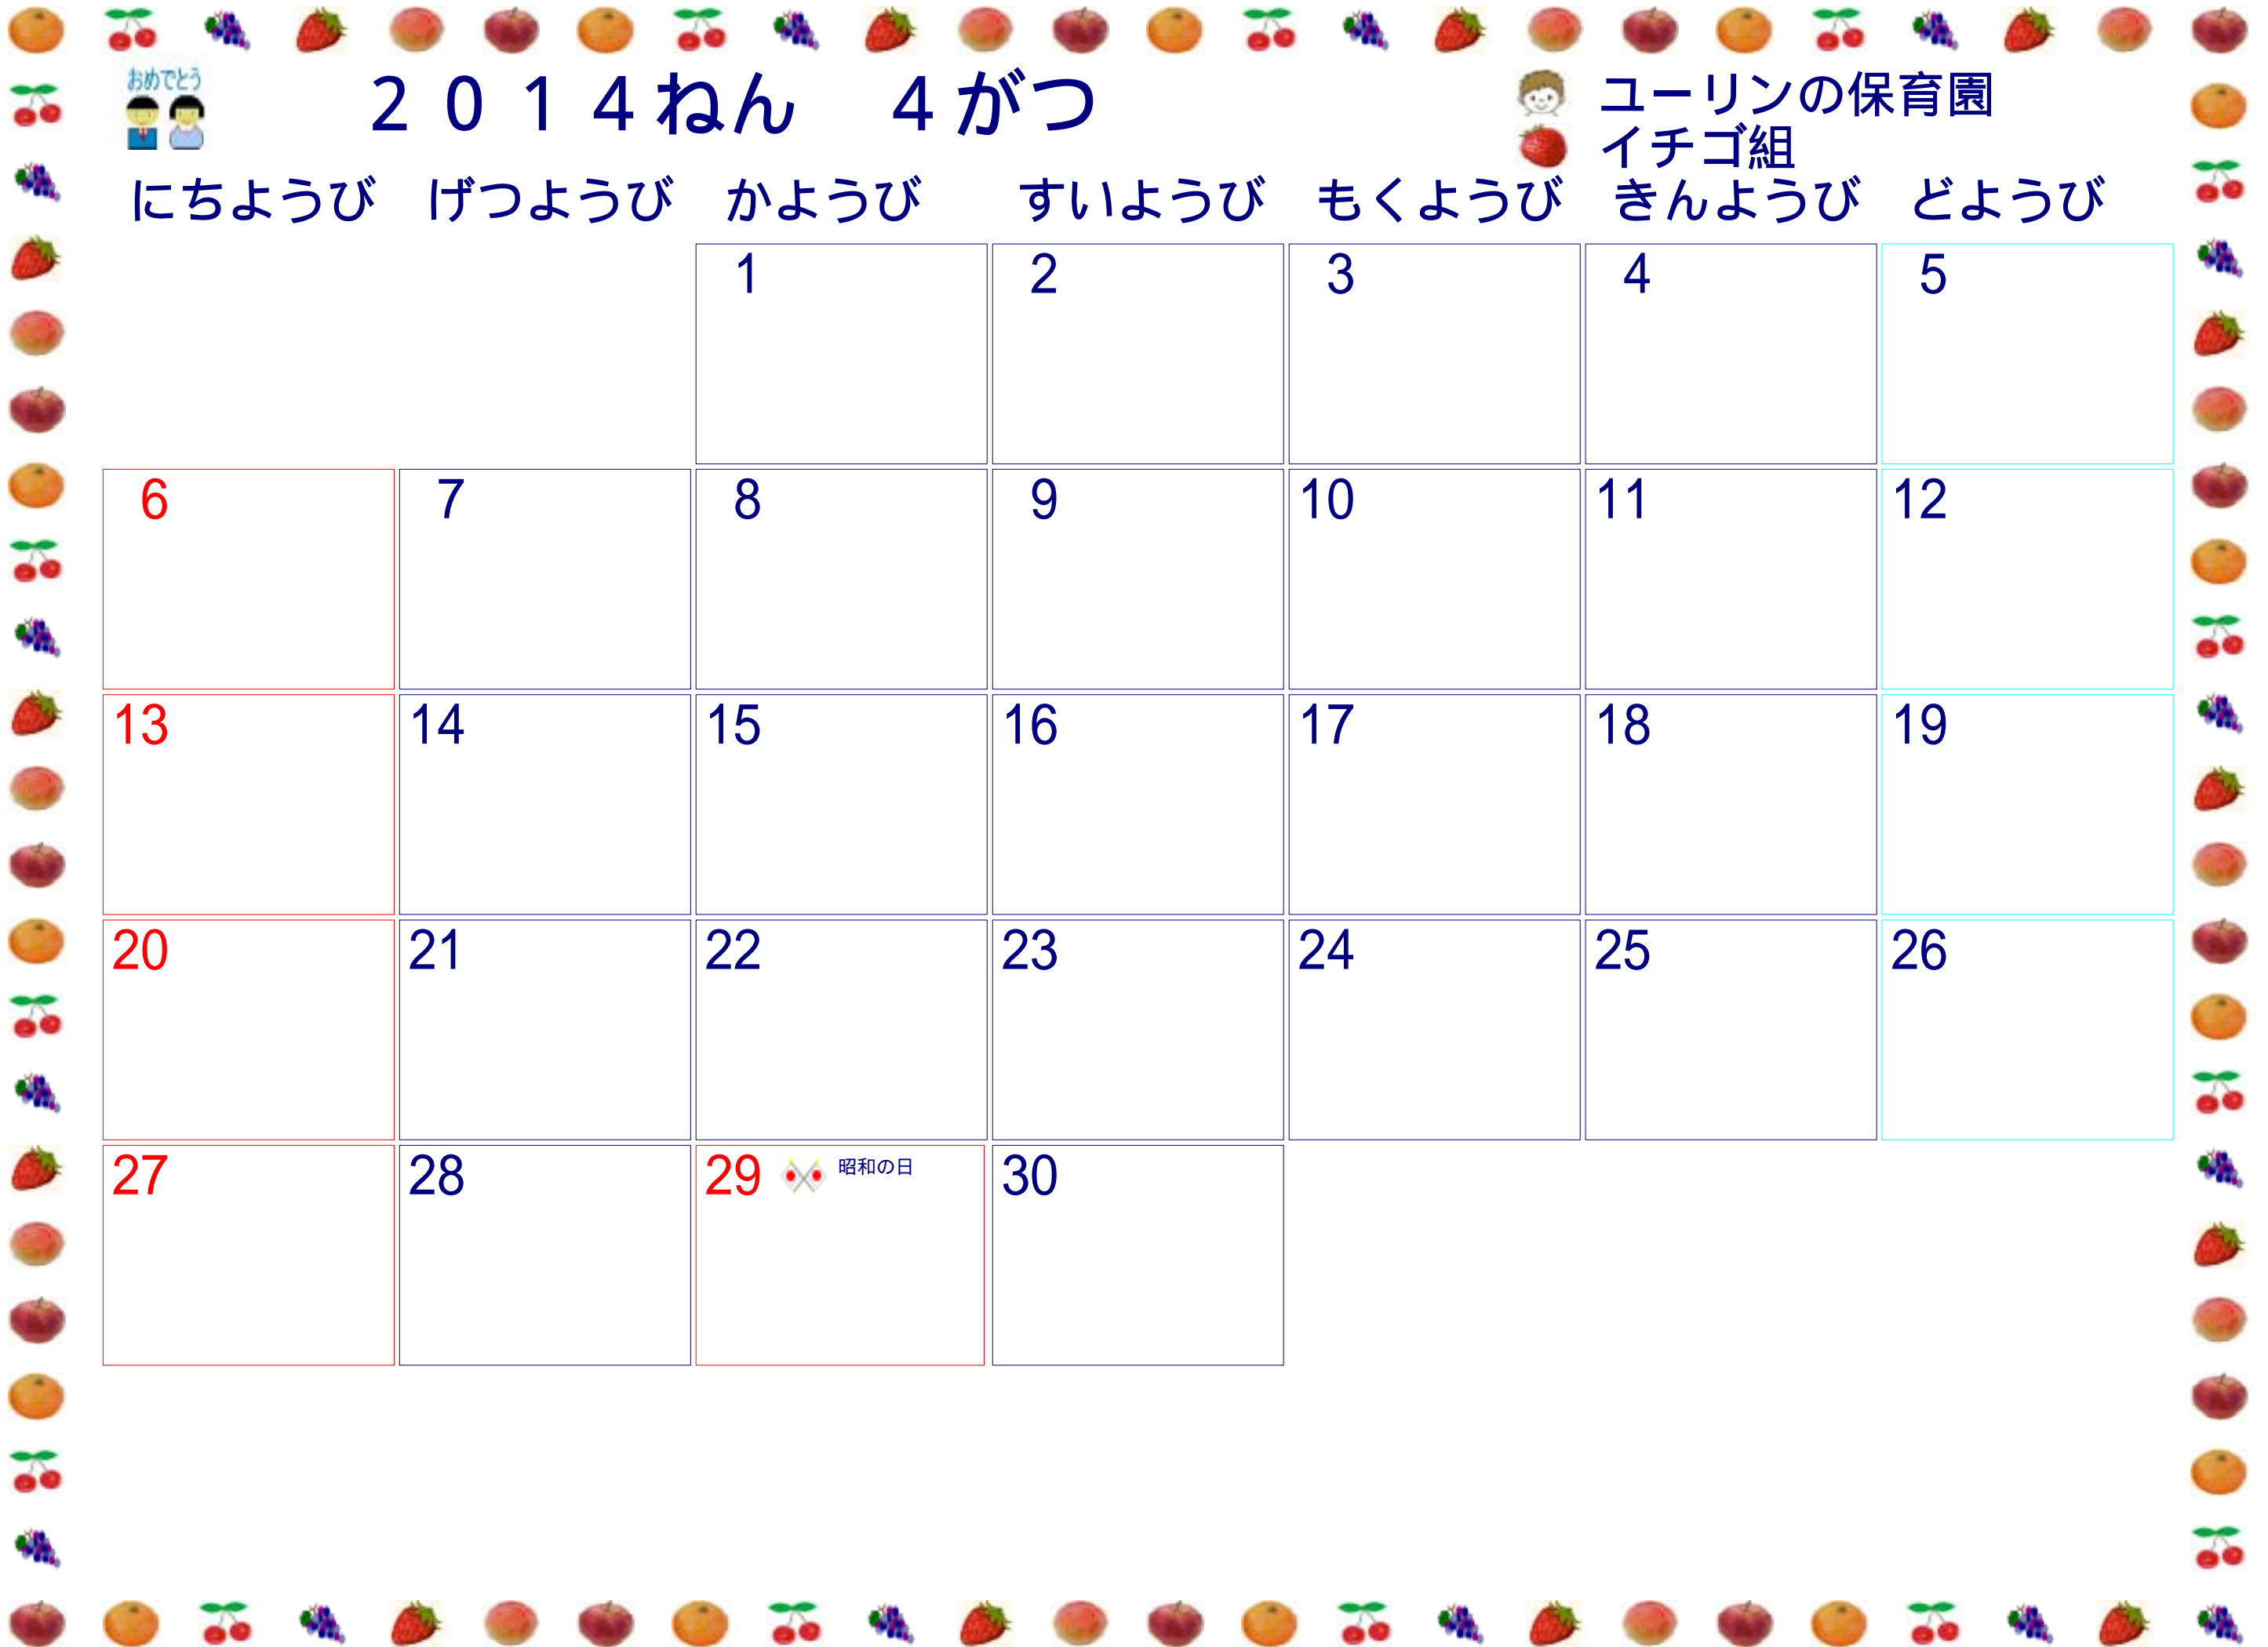 おめでとう
２０１４ねん　４がつ
ユーリンの保育園
イチゴ組
にちようび げつようび かようび すいようび もくようび きんようび どようび
1 2 3 4 5
6 7 8 9 10 11 12
13 14 15 16 17 18 19
20 21 22 23 24 25 26
27 28 29 昭和の日 30